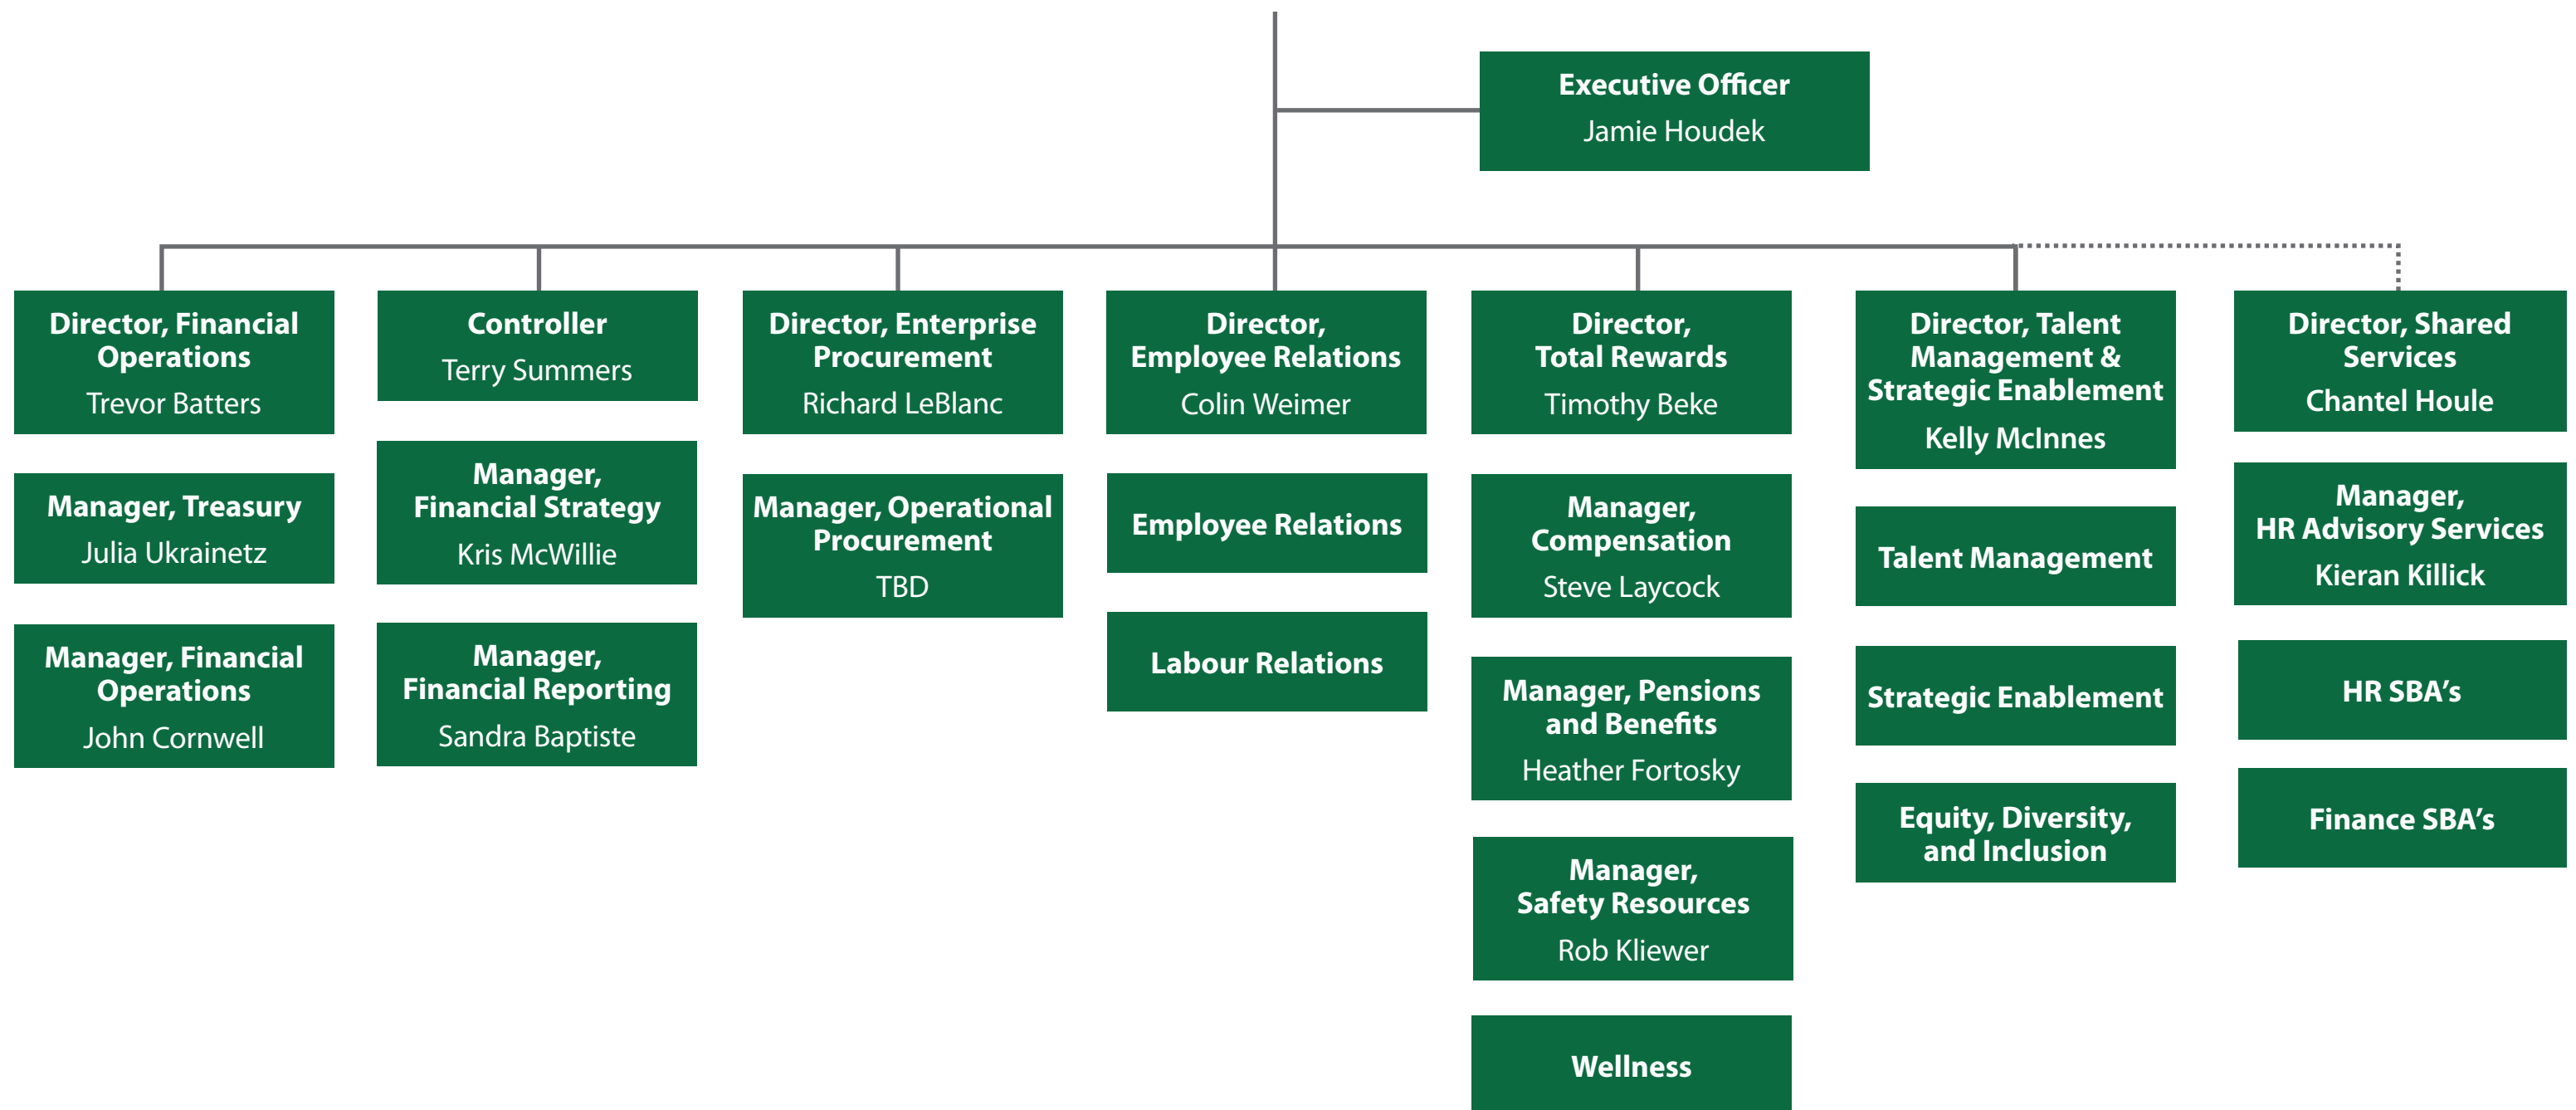 Executive Officer
Jamie Houdek
Director, Financial
Operations
Trevor Batters
Manager, Treasury
Julia Ukrainetz
Manager, Financial
Operations
John Cornwell
Controller
Terry Summers
Manager,
Financial Strategy
Kris McWillie
Manager,
Financial Reporting
Sandra Baptiste
Director, Enterprise
Procurement
Richard LeBlanc
Manager, Operational
Procurement
TBD
Director,
Employee Relations
Colin Weimer
Employee Relations
Labour Relations
Director,
Total Rewards
Timothy Beke
Manager,
Compensation
Steve Laycock
Manager, Pensions
and Benefits
Heather Fortosky
Manager,
Safety Resources
Rob Kliewer
Wellness
Director, Talent
Management &
Strategic Enablement
Kelly McInnes
Talent Management
Strategic Enablement
Equity, Diversity,
and Inclusion
Director, Shared
Services
Chantel Houle
Manager,
HR Advisory Services
Kieran Killick
HR SBA's
Finance SBA's